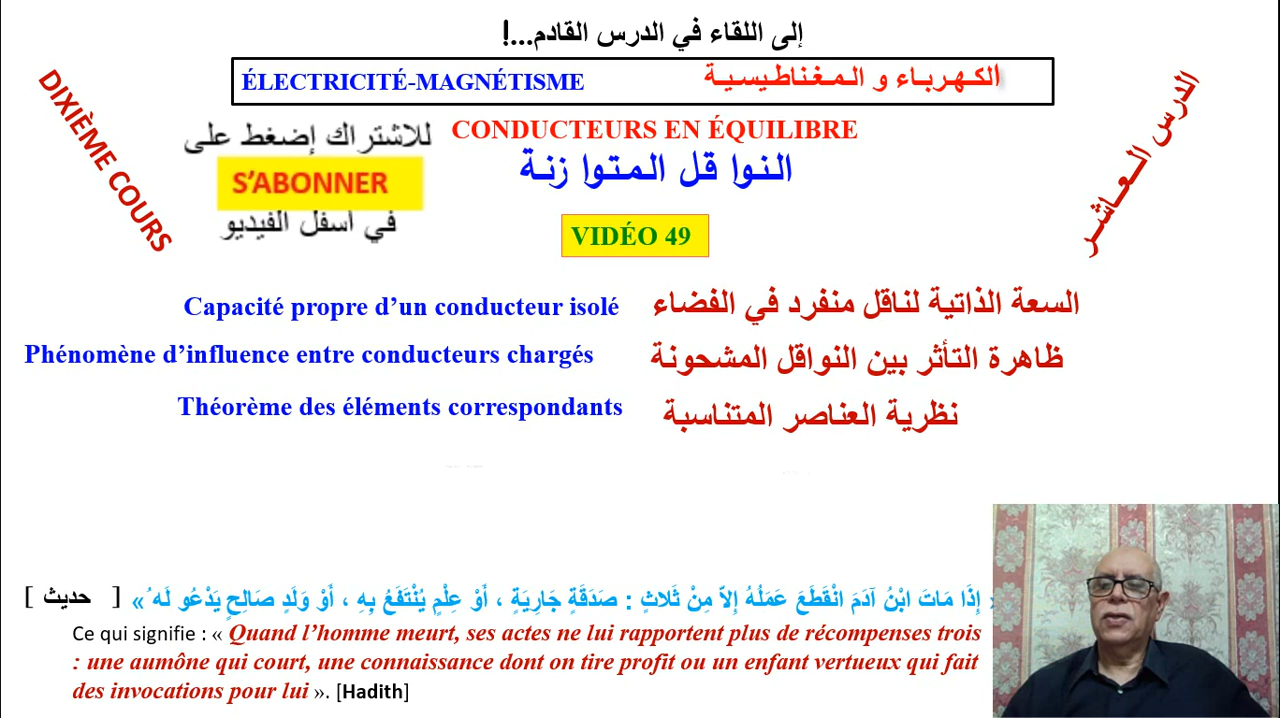 إلى اللقاء في الدرس القادم...!
ÉLECTRICITÉ-MAGNÉTISME الكهرباء و المغناطيسية
DIXIÈME COURS
الدرس العاشر
للاشتراك إضغط على
S'ABONNER
في اسفل الفيديو
CONDUCTEURS EN ÉQUILIBRE
النوا قل المتوا زنة
VIDÉO 49
Capacité propre d’un conducteur isolé السعة الذاتية لناقل منفرد في الفضاء
Phénomène d’influence entre conducteurs chargés ظاهرة التأثر بين النواقل المشحونة
Théorème des éléments correspondants نظرية العناصر المتناسبة
« إِذَا مَاتَ ابْنُ آدَمَ انْقَطَعَ عَمَلُهُ إِلاّ مِنْ ثَلاثٍ : صَدَقَةٍ جَارِيَةٍ ، أَوْ عِلْمٍ يُنْتَفَعُ بِهِ ، أَوْ وَلَدٍ صَالِحٍ يَدْعُو لَه ُ» [ حديث ]
Ce qui signifie : « Quand l’homme meurt, ses actes ne lui rapportent plus de récompenses trois
: une aumône qui court, une connaissance dont on tire profit ou un enfant vertueux qui fait
des invocations pour lui ». [Hadith]